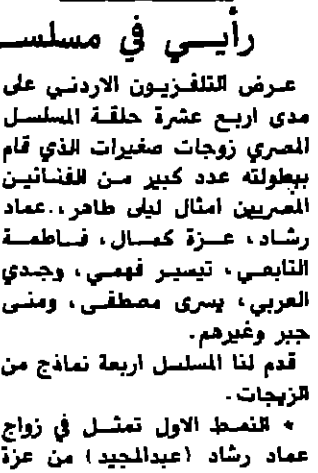 رأيي في مسلسـ
عرض التلفزيون الاردني على
مدى اربع عشرة حلقة المسلسل
المصري زوجات صغيرات الذي قام
ببطولته عدد كبير من الفنانين
المصريين امثال ليلى طاهر ، عماد
رشاد ، عزة كمال ، فاطمة
التابعي ، تيسير فهمي ، وجدي
العربي ، يسرى مصطفى ، ومنى
جبر وغيرهم .
قدم لنا المسلسل اربعة نماذج من
الزيجات .
* النمط الاول تمثل في زواج
عماد رشاد (عبدالمجيد) من عزة